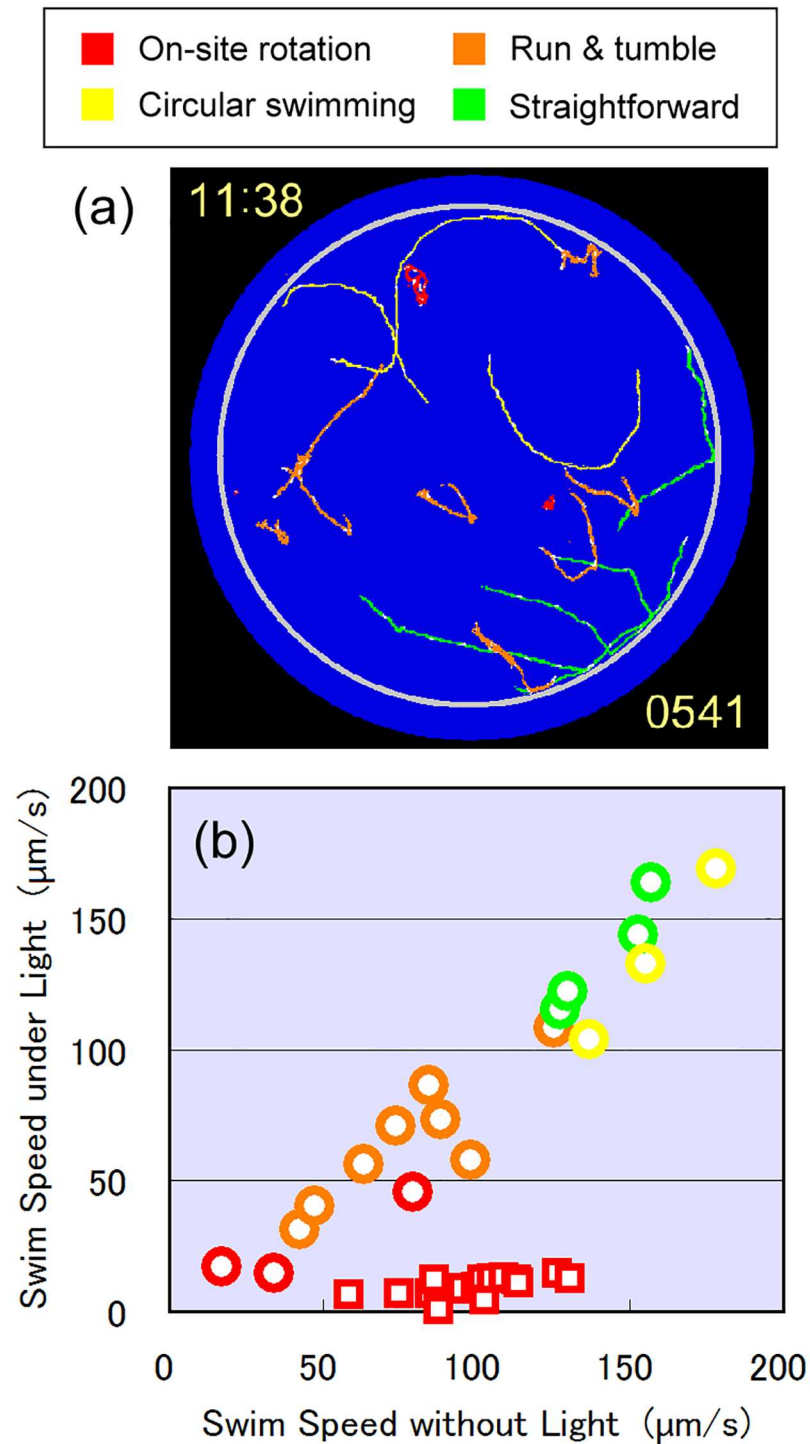 On-site rotation
Run & tumble
Circular swimming
Straightforward
(a)
11:38
0541
(b)
Swim Speed under Light (μm/s)
200
150
100
50
0
0 50 100 150 200
Swim Speed without Light (μm/s)